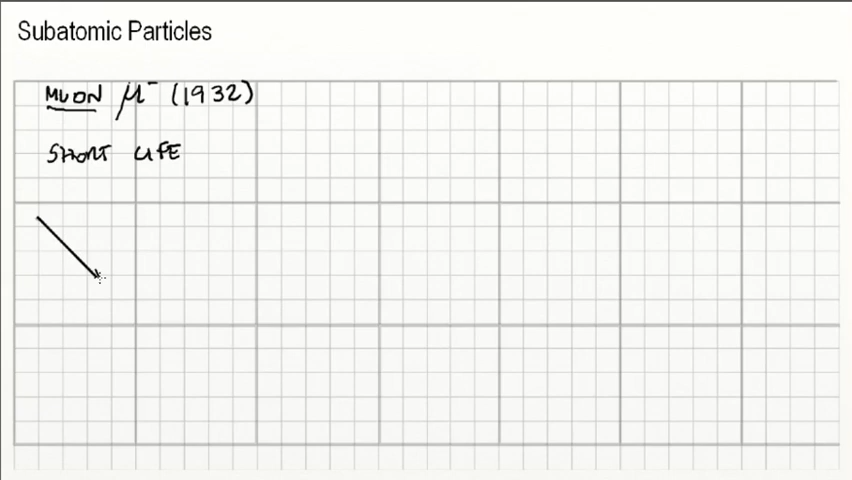 Subatomic Particles
MUON μ⁻ (1932)
SHORT LIFE